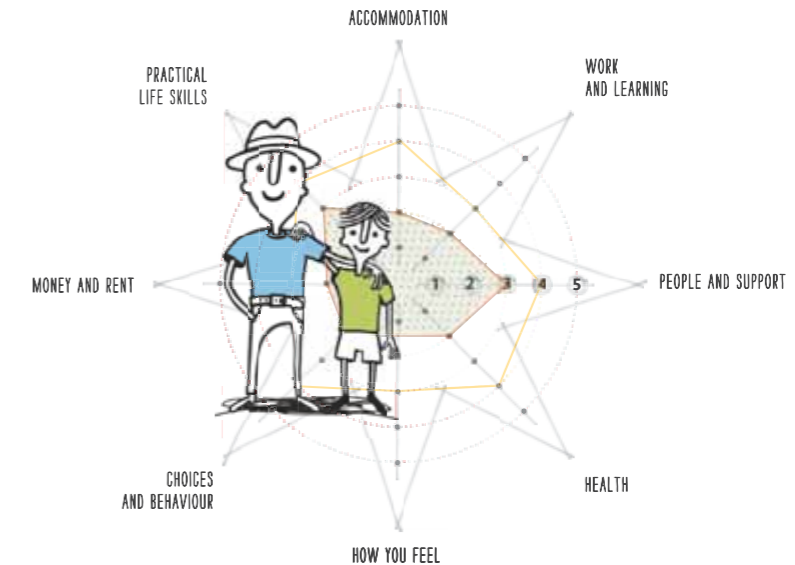 ACCOMMODATION
PRACTICAL
LIFE SKILLS
WORK
AND LEARNING
MONEY AND RENT
1 2 3 4 5
PEOPLE AND SUPPORT
CHOICES
AND BEHAVIOUR
HEALTH
HOW YOU FEEL